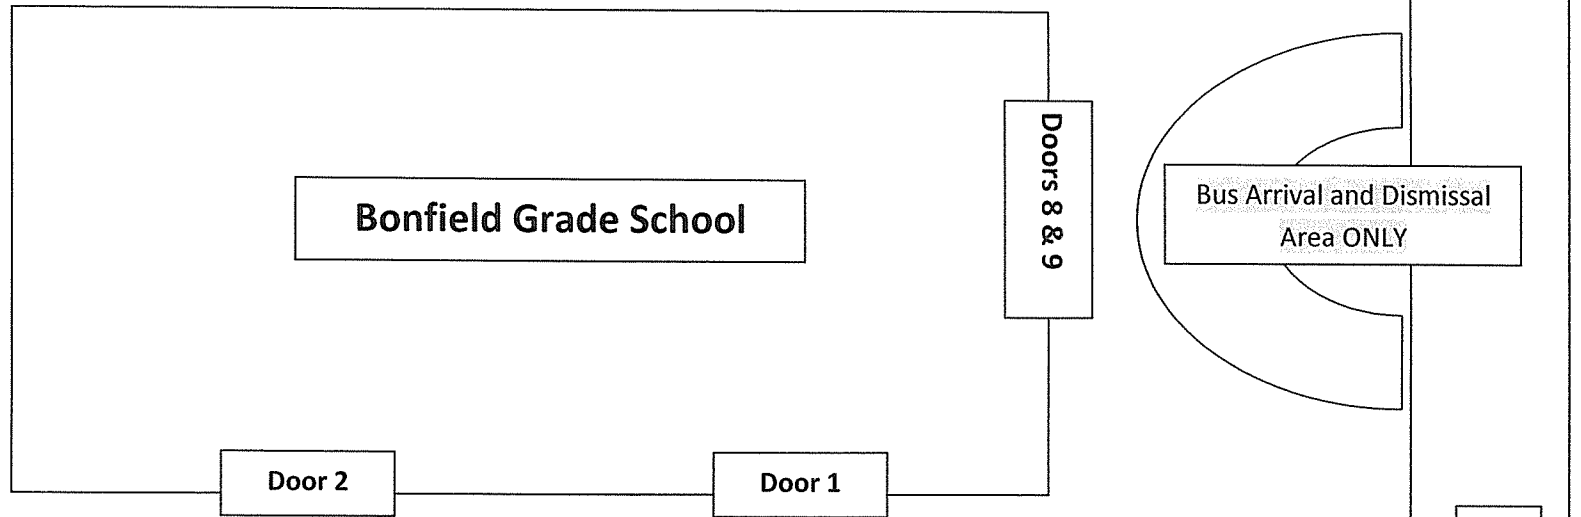 Bonfield Grade School
Doors 8 & 9
Bus Arrival and Dismissal
Area ONLY
Door 2
Door 1